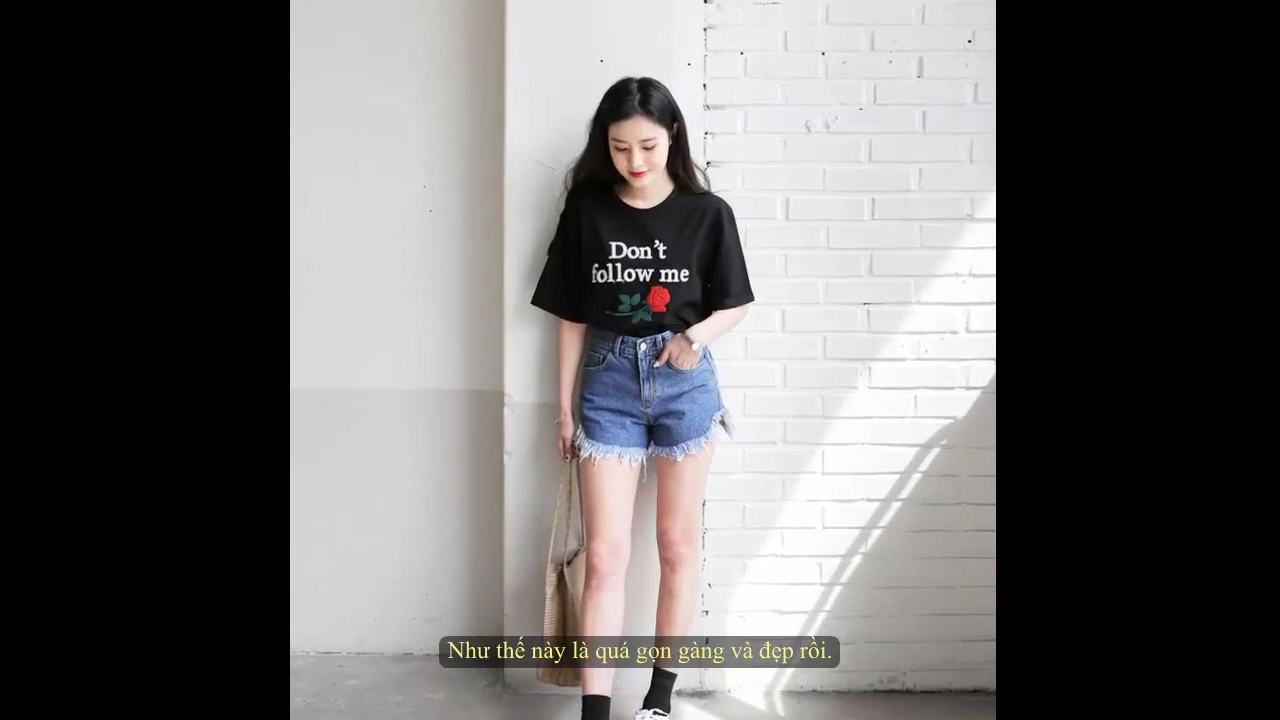 Don't
follow me
Như thế này là quá gọn gàng và đẹp rồi.